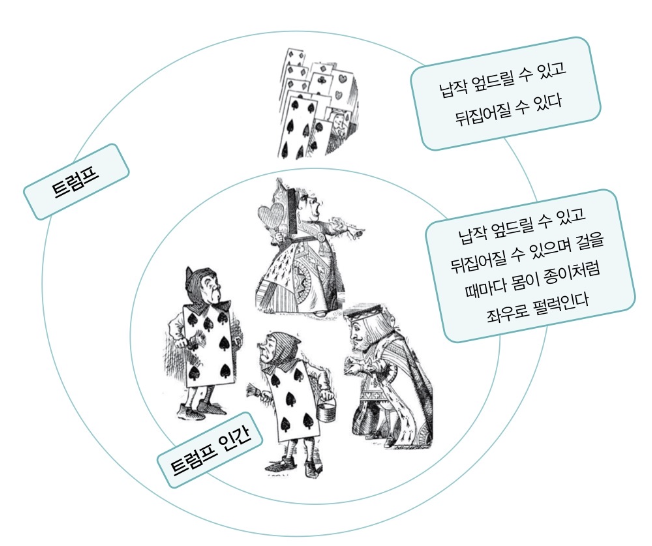 납작 엎드릴 수 있고
뒤집어질 수 있다
트럼프
납작 엎드릴 수 있고
뒤집어질 수 있으며 걸을
때마다 몸이 종이처럼
좌우로 펄럭인다
트럼프 인간